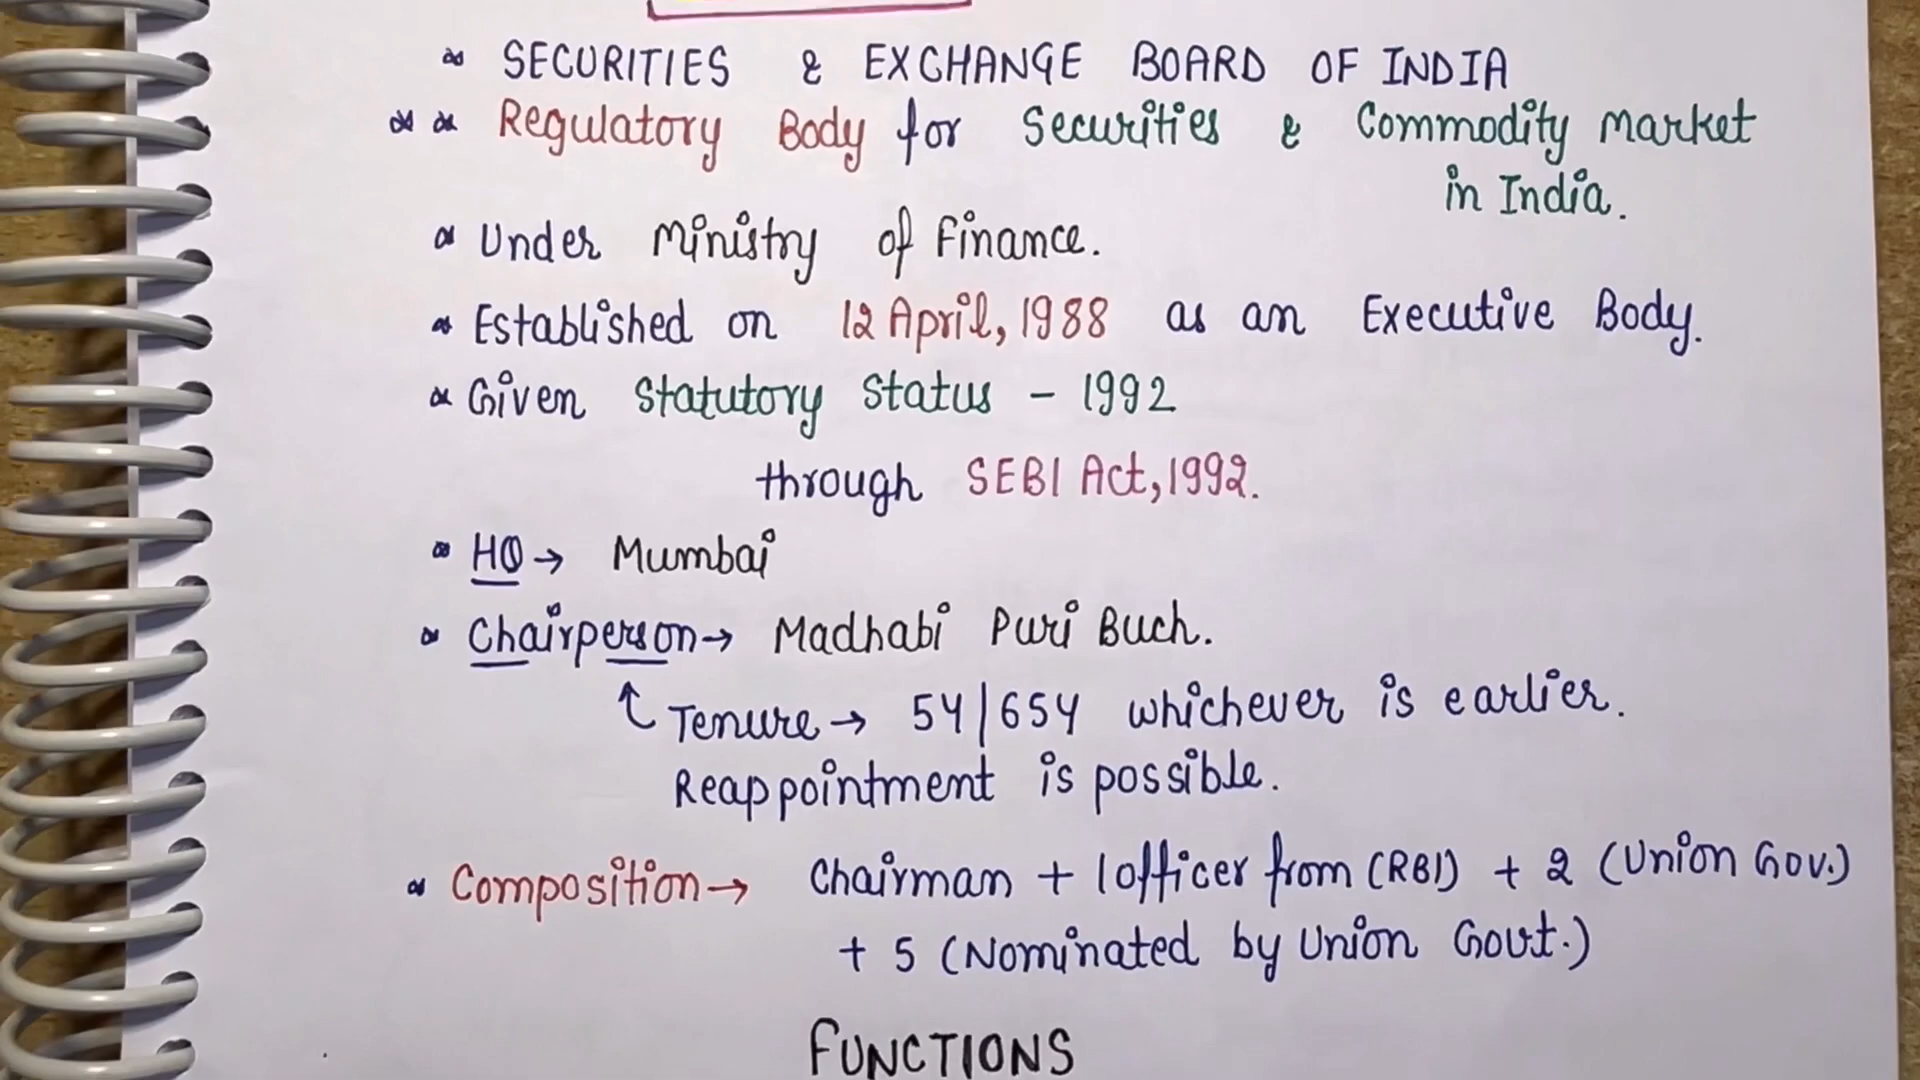 SECURITIES & EXCHANGE BOARD OF INDIA
Regulatory Body for Securities & Commodity Market
in India.
Under Ministry of Finance.
Established on 12 April, 1988 as an Executive Body.
Given Statutory Status - 1992
through SEBI Act, 1992.
HQ → Mumbai
Chairperson → Madhabi Puri Buch.
Tenure → 5Y/65Y whichever is earlier.
Reappointment is possible.
Composition → Chairman + 1 officer from (RBI) + 2 (Union Gov.)
+ 5 (Nominated by Union Govt.)
FUNCTIONS